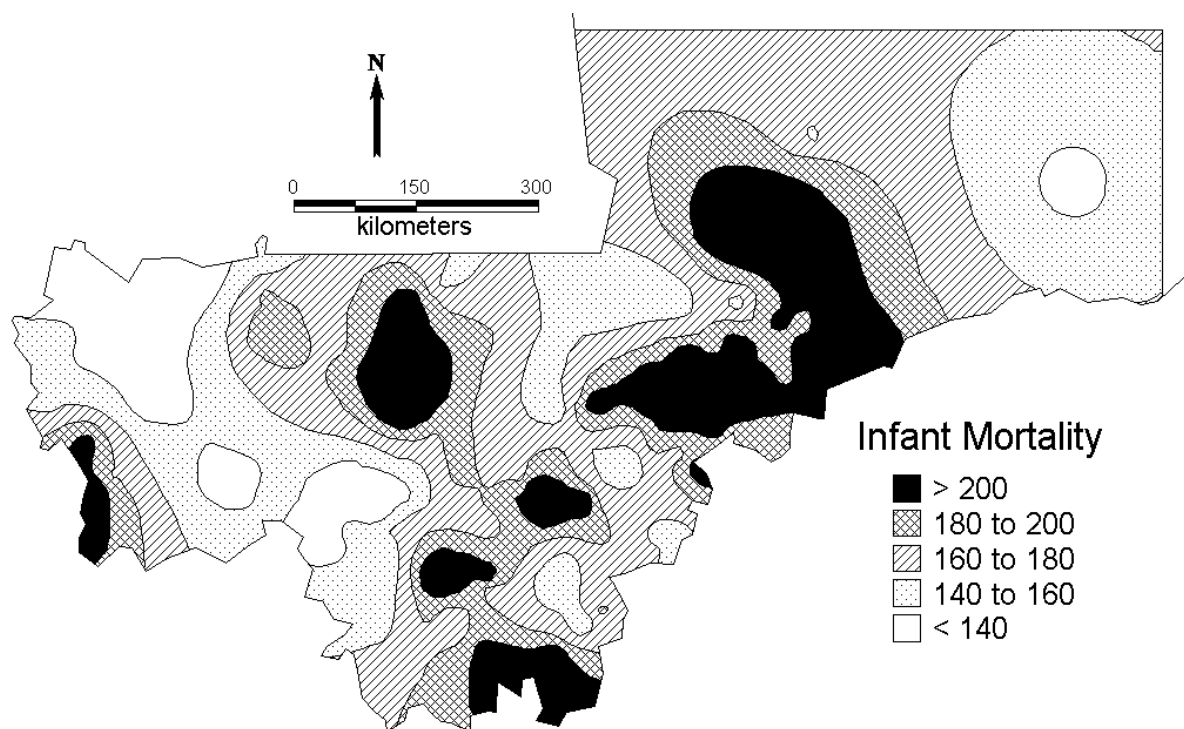 N
0 150 300
kilometers
Infant Mortality
> 200
180 to 200
160 to 180
140 to 160
< 140